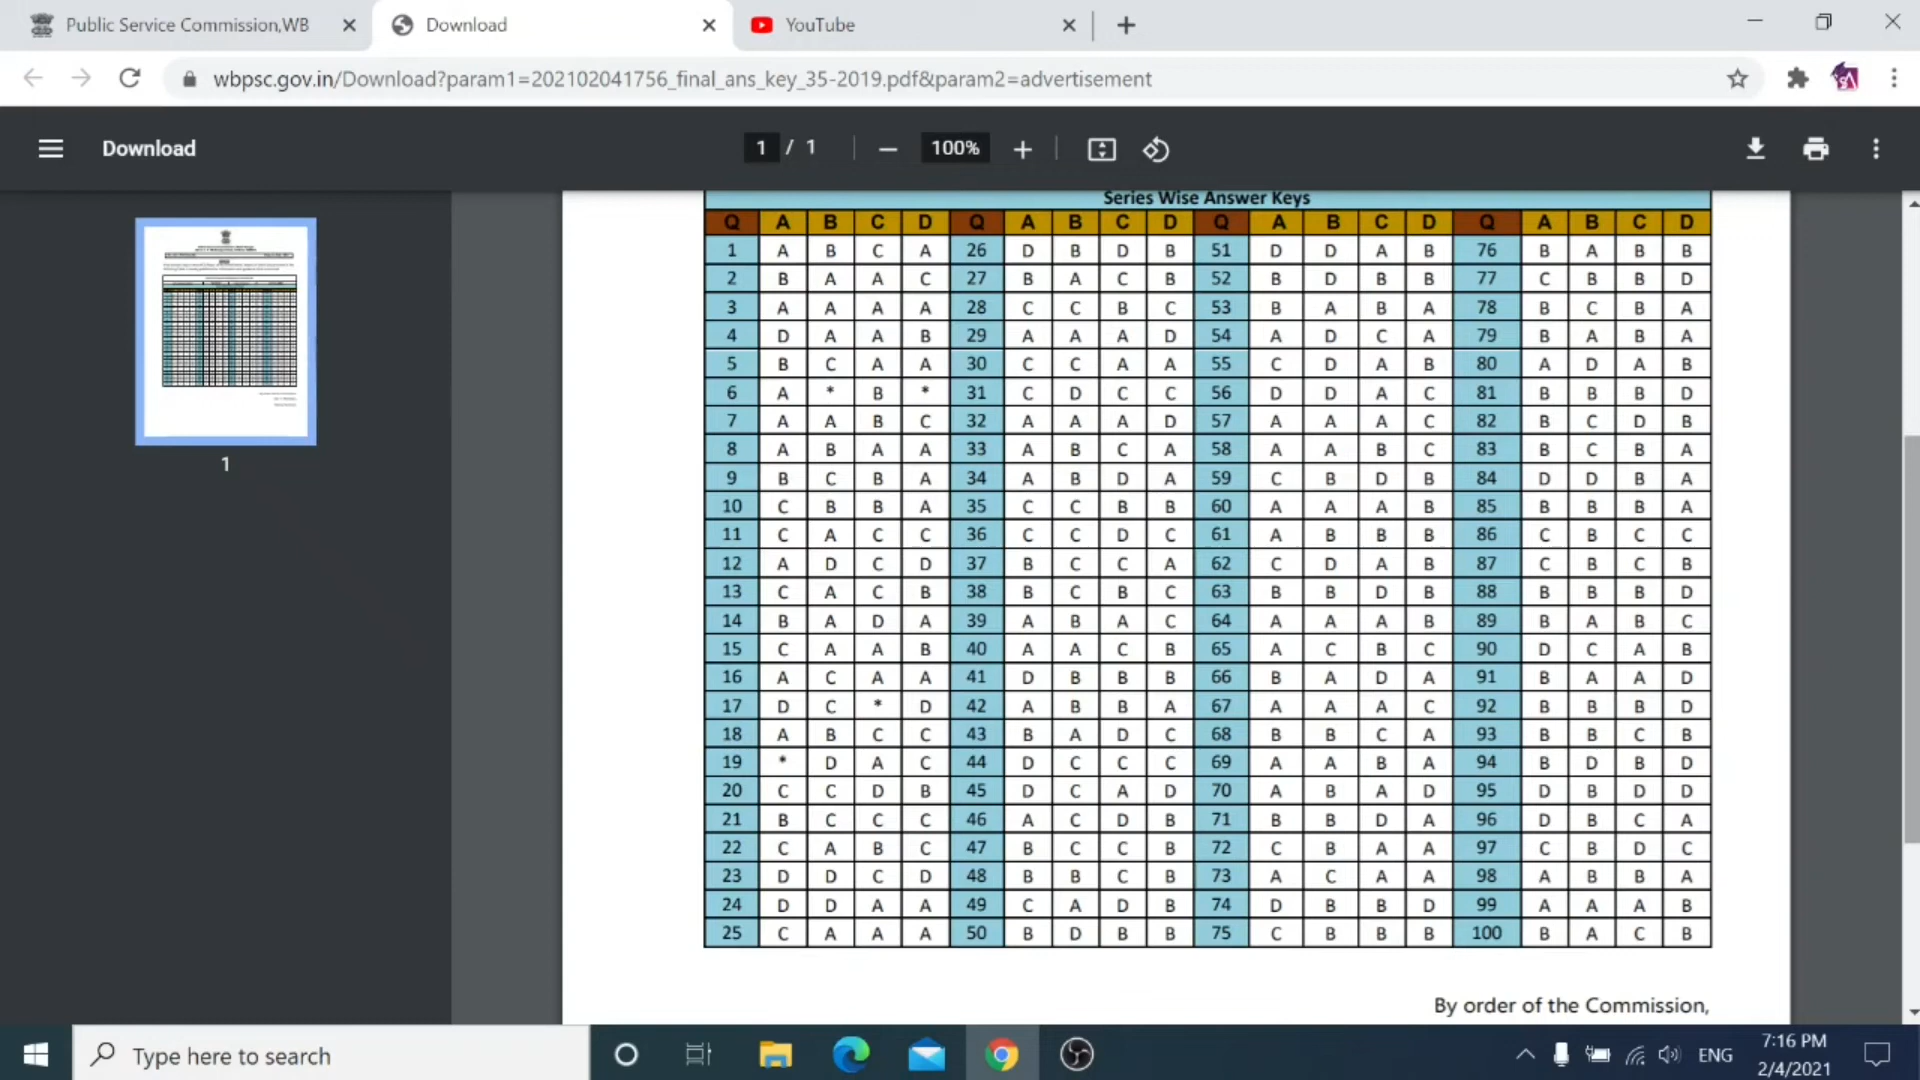 Public Service Commission,WB
Download
YouTube
wbpsc.gov.in/Download?param1=202102041756_final_ans_key_35-2019.pdf&param2=advertisement
Download
1 / 1
100%
1
Series Wise Answer Keys
Q A B C D Q A B C D Q A B C D Q A B C D
1 A B C A 26 D B D B 51 D D A B 76 B A B B
2 B A A C 27 B A C B 52 B D B B 77 C B B D
3 A A A A 28 C C B C 53 B A B A 78 B C B A
4 D A A B 29 A A A D 54 A D C A 79 B A B A
5 B C A A 30 C C A A 55 C D A B 80 A D A B
6 A * B * 31 C D C C 56 D D A C 81 B B B D
7 A A B C 32 A A A D 57 A A A C 82 B C D B
8 A B A A 33 A B C A 58 A A B C 83 B C B A
9 B C B A 34 A B D A 59 C B D B 84 D D B A
10 C B B A 35 C C B B 60 A A A B 85 B B B A
11 C A C C 36 C C D C 61 A B B B 86 C B C C
12 A D C D 37 B C C A 62 C D A B 87 C B C B
13 C A C B 38 B C B C 63 B B D B 88 B B B D
14 B A D A 39 A B A C 64 A A A B 89 B A B C
15 C A A B 40 A A C B 65 A C B C 90 D C A B
16 A C A A 41 D B B B 66 B A D A 91 B A A D
17 D C * D 42 A B B A 67 A A A C 92 B B B D
18 A B C C 43 B A D C 68 B B C A 93 B B C B
19 * D A C 44 D C C C 69 A A B A 94 B D B D
20 C C D B 45 D C A D 70 A B A D 95 D B D D
21 B C C C 46 A C D B 71 B B D A 96 D B C A
22 C A B C 47 B C C B 72 C B A A 97 C B D C
23 D D C D 48 B B C B 73 A C A A 98 A B B A
24 D D A A 49 C A D B 74 D B B D 99 A A A B
25 C A A A 50 B D B B 75 C B B B 100 B A C B
By order of the Commission,
Type here to search
ENG
7:16 PM
2/4/2021